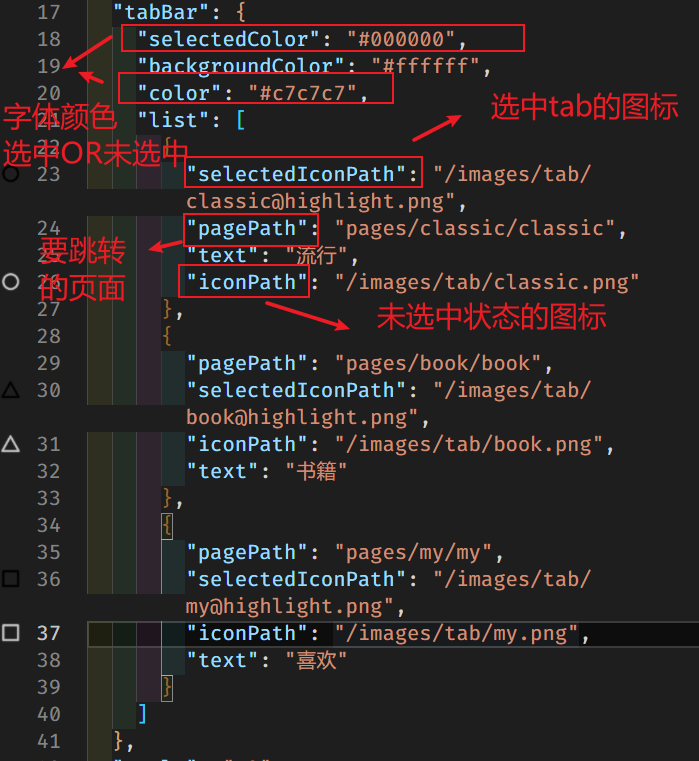 17 "tabBar": {
18 "selectedColor": "#000000",
19 "backgroundColor": "#ffffff",
20 "color": "#c7c7c7",
字体颜色
选中OR未选中
21 "list": [
选中tab的图标
22 {
23 "selectedIconPath": "/images/tab/
classic@highlight.png",
24 "pagePath": "pages/classic/classic",
要跳转
的页面
25 "text": "流行",
26 "iconPath": "/images/tab/classic.png"
未选中状态的图标
27 },
28 {
29 "pagePath": "pages/book/book",
30 "selectedIconPath": "/images/tab/
book@highlight.png",
31 "iconPath": "/images/tab/book.png",
32 "text": "书籍"
33 },
34 {
35 "pagePath": "pages/my/my",
36 "selectedIconPath": "/images/tab/
my@highlight.png",
37 "iconPath": "/images/tab/my.png",
38 "text": "喜欢"
39 }
40 ]
41 },